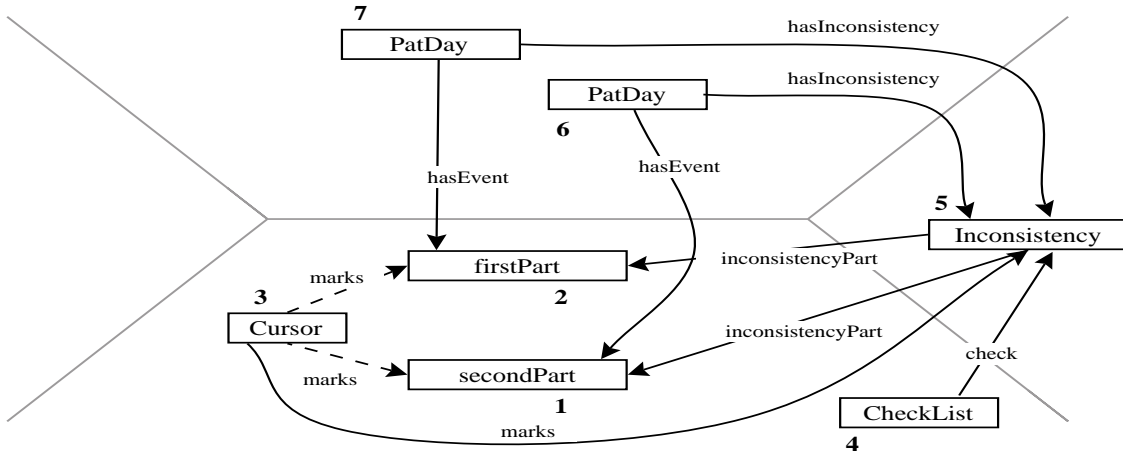 7
PatDay
hasInconsistency
hasInconsistency
PatDay
6
hasEvent
hasEvent
5
Inconsistency
firstPart
inconsistencyPart
marks
3
2
Cursor
inconsistencyPart
check
secondPart
marks
1
CheckList
marks
4